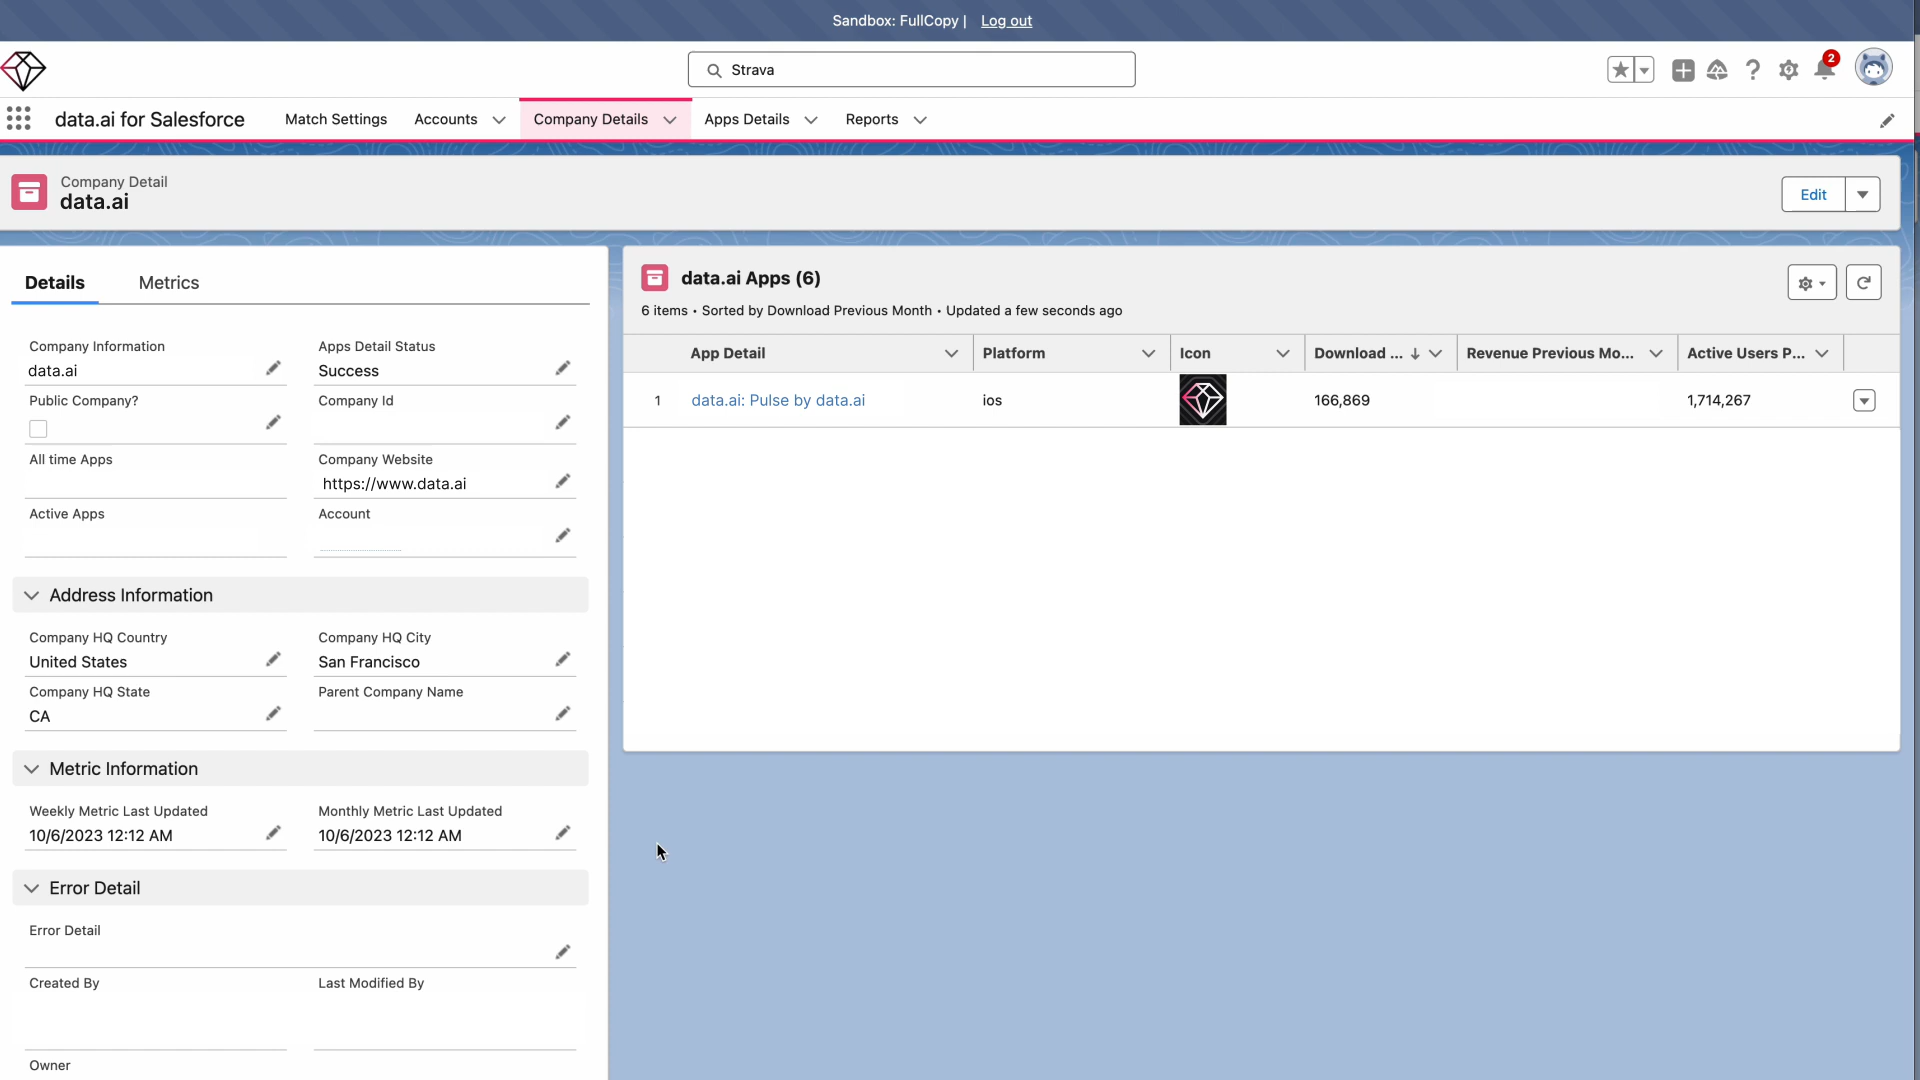 Sandbox: FullCopy | Log out
Strava
2
data.ai for Salesforce
Match Settings
Accounts
Company Details
Apps Details
Reports
Company Detail
data.ai
Edit
Details
Metrics
Company Information
data.ai
Apps Detail Status
Success
Public Company?
Company Id
All time Apps
Company Website
https://www.data.ai
Active Apps
Account
Address Information
Company HQ Country
United States
Company HQ City
San Francisco
Company HQ State
CA
Parent Company Name
Metric Information
Weekly Metric Last Updated
10/6/2023 12:12 AM
Monthly Metric Last Updated
10/6/2023 12:12 AM
Error Detail
Error Detail
Created By
Last Modified By
Owner
data.ai Apps (6)
6 items • Sorted by Download Previous Month • Updated a few seconds ago
App Detail
Platform
Icon
Download ...
Revenue Previous Mo...
Active Users P...
1
data.ai: Pulse by data.ai
ios
166,869
1,714,267